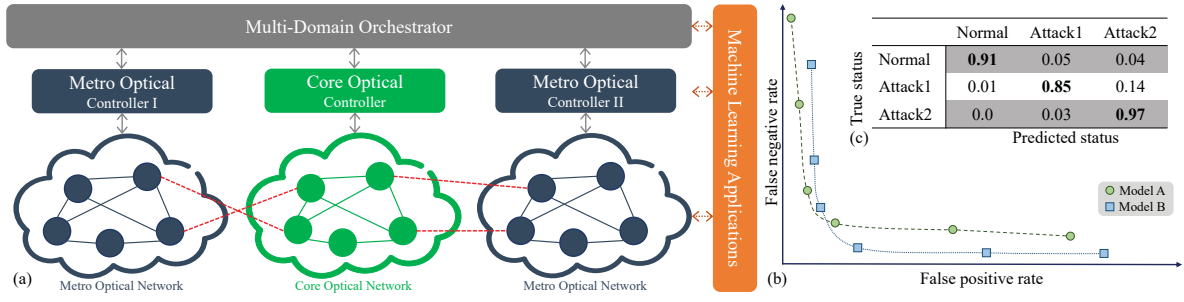 Multi-Domain Orchestrator
Metro Optical
Controller I
Core Optical
Controller
Metro Optical
Controller II
Machine Learning Applications
(a)
Metro Optical Network
Core Optical Network
Metro Optical Network
False negative rate
False positive rate
(b)
Model A
Model B
Normal Attack1 Attack2
Normal 0.91 0.05 0.04
Attack1 0.01 0.85 0.14
Attack2 0.0 0.03 0.97
True status
(c)
Predicted status